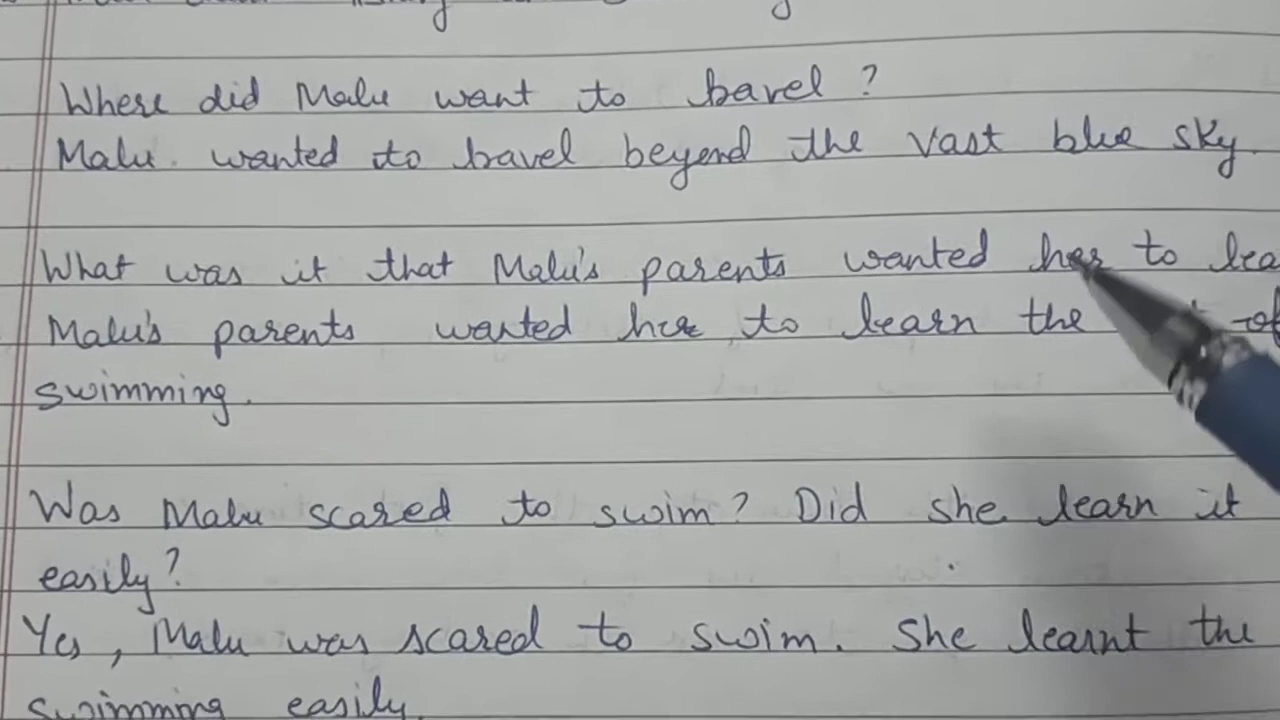 Where did Malu want to travel ?
Malu wanted to travel beyond the vast blue sky.
What was it that Malu's parents wanted her to lea
Malu's parents wanted her to learn the of
swimming.
Was Malu scared to swim? Did she learn it
easily?
Yes, Malu was scared to swim. She learnt the
swimming easily.